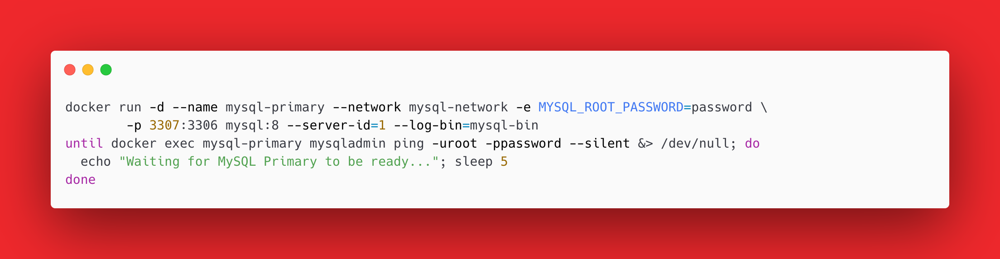 docker run -d --name mysql-primary --network mysql-network -e MYSQL_ROOT_PASSWORD=password \
        -p 3307:3306 mysql:8 --server-id=1 --log-bin=mysql-bin
until docker exec mysql-primary mysqladmin ping -uroot -ppassword --silent &> /dev/null; do
  echo "Waiting for MySQL Primary to be ready..."; sleep 5
done